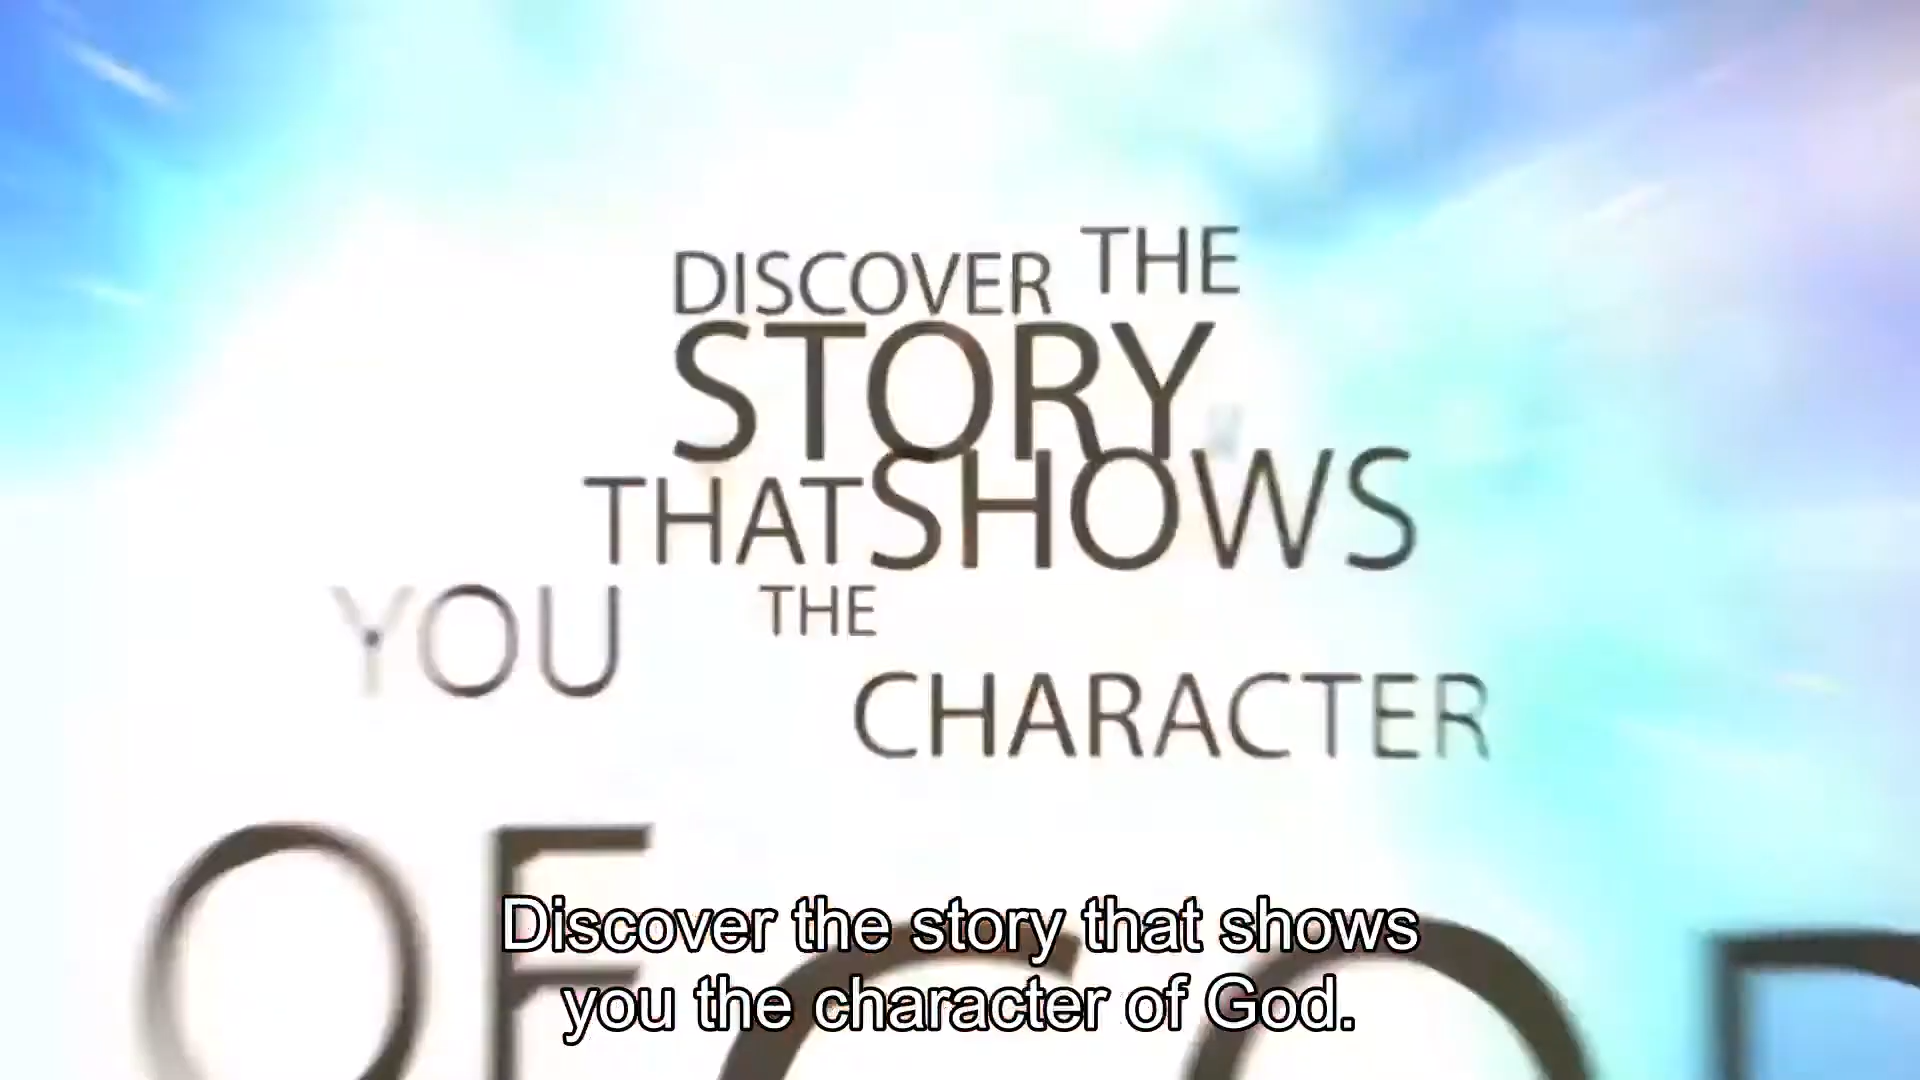 DISCOVER THE
STORY
THAT SHOWS
YOU THE
CHARACTER
OF GOD
Discover the story that shows
you the character of God.